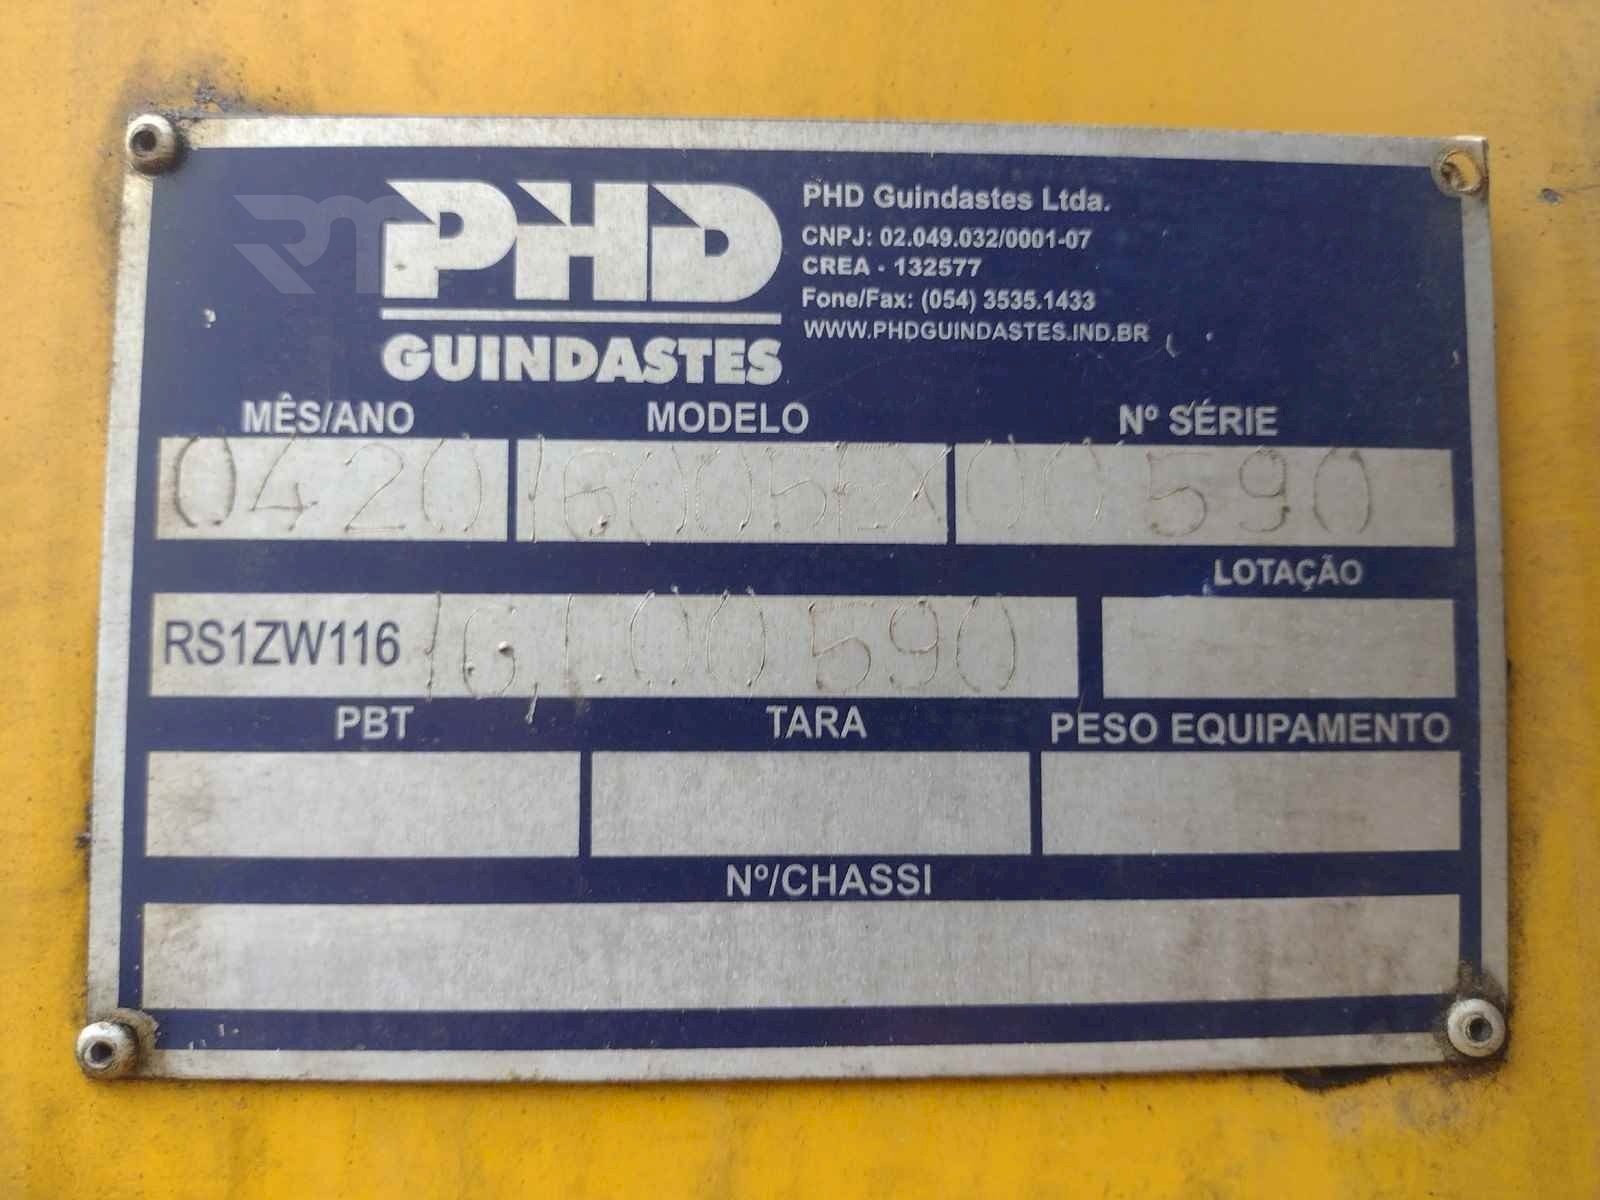 RM
PHD
GUINDASTES
PHD Guindastes Ltda.
CNPJ: 02.049.032/0001-07
CREA - 132577
Fone/Fax: (054) 3535.1433
WWW.PHDGUINDASTES.IND.BR
MÊS/ANO MODELO Nº SÉRIE
0420 00590
LOTAÇÃO
RS1ZW116
PBT TARA PESO EQUIPAMENTO
Nº/CHASSI